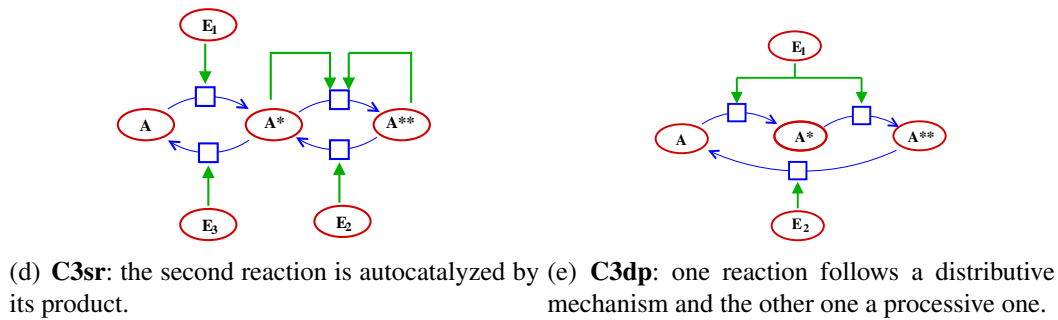 E1
A
A*
A**
E3
E2
(d) C3sr: the second reaction is autocatalyzed by
its product.
E1
A
A*
A**
E2
(e) C3dp: one reaction follows a distributive
mechanism and the other one a processive one.